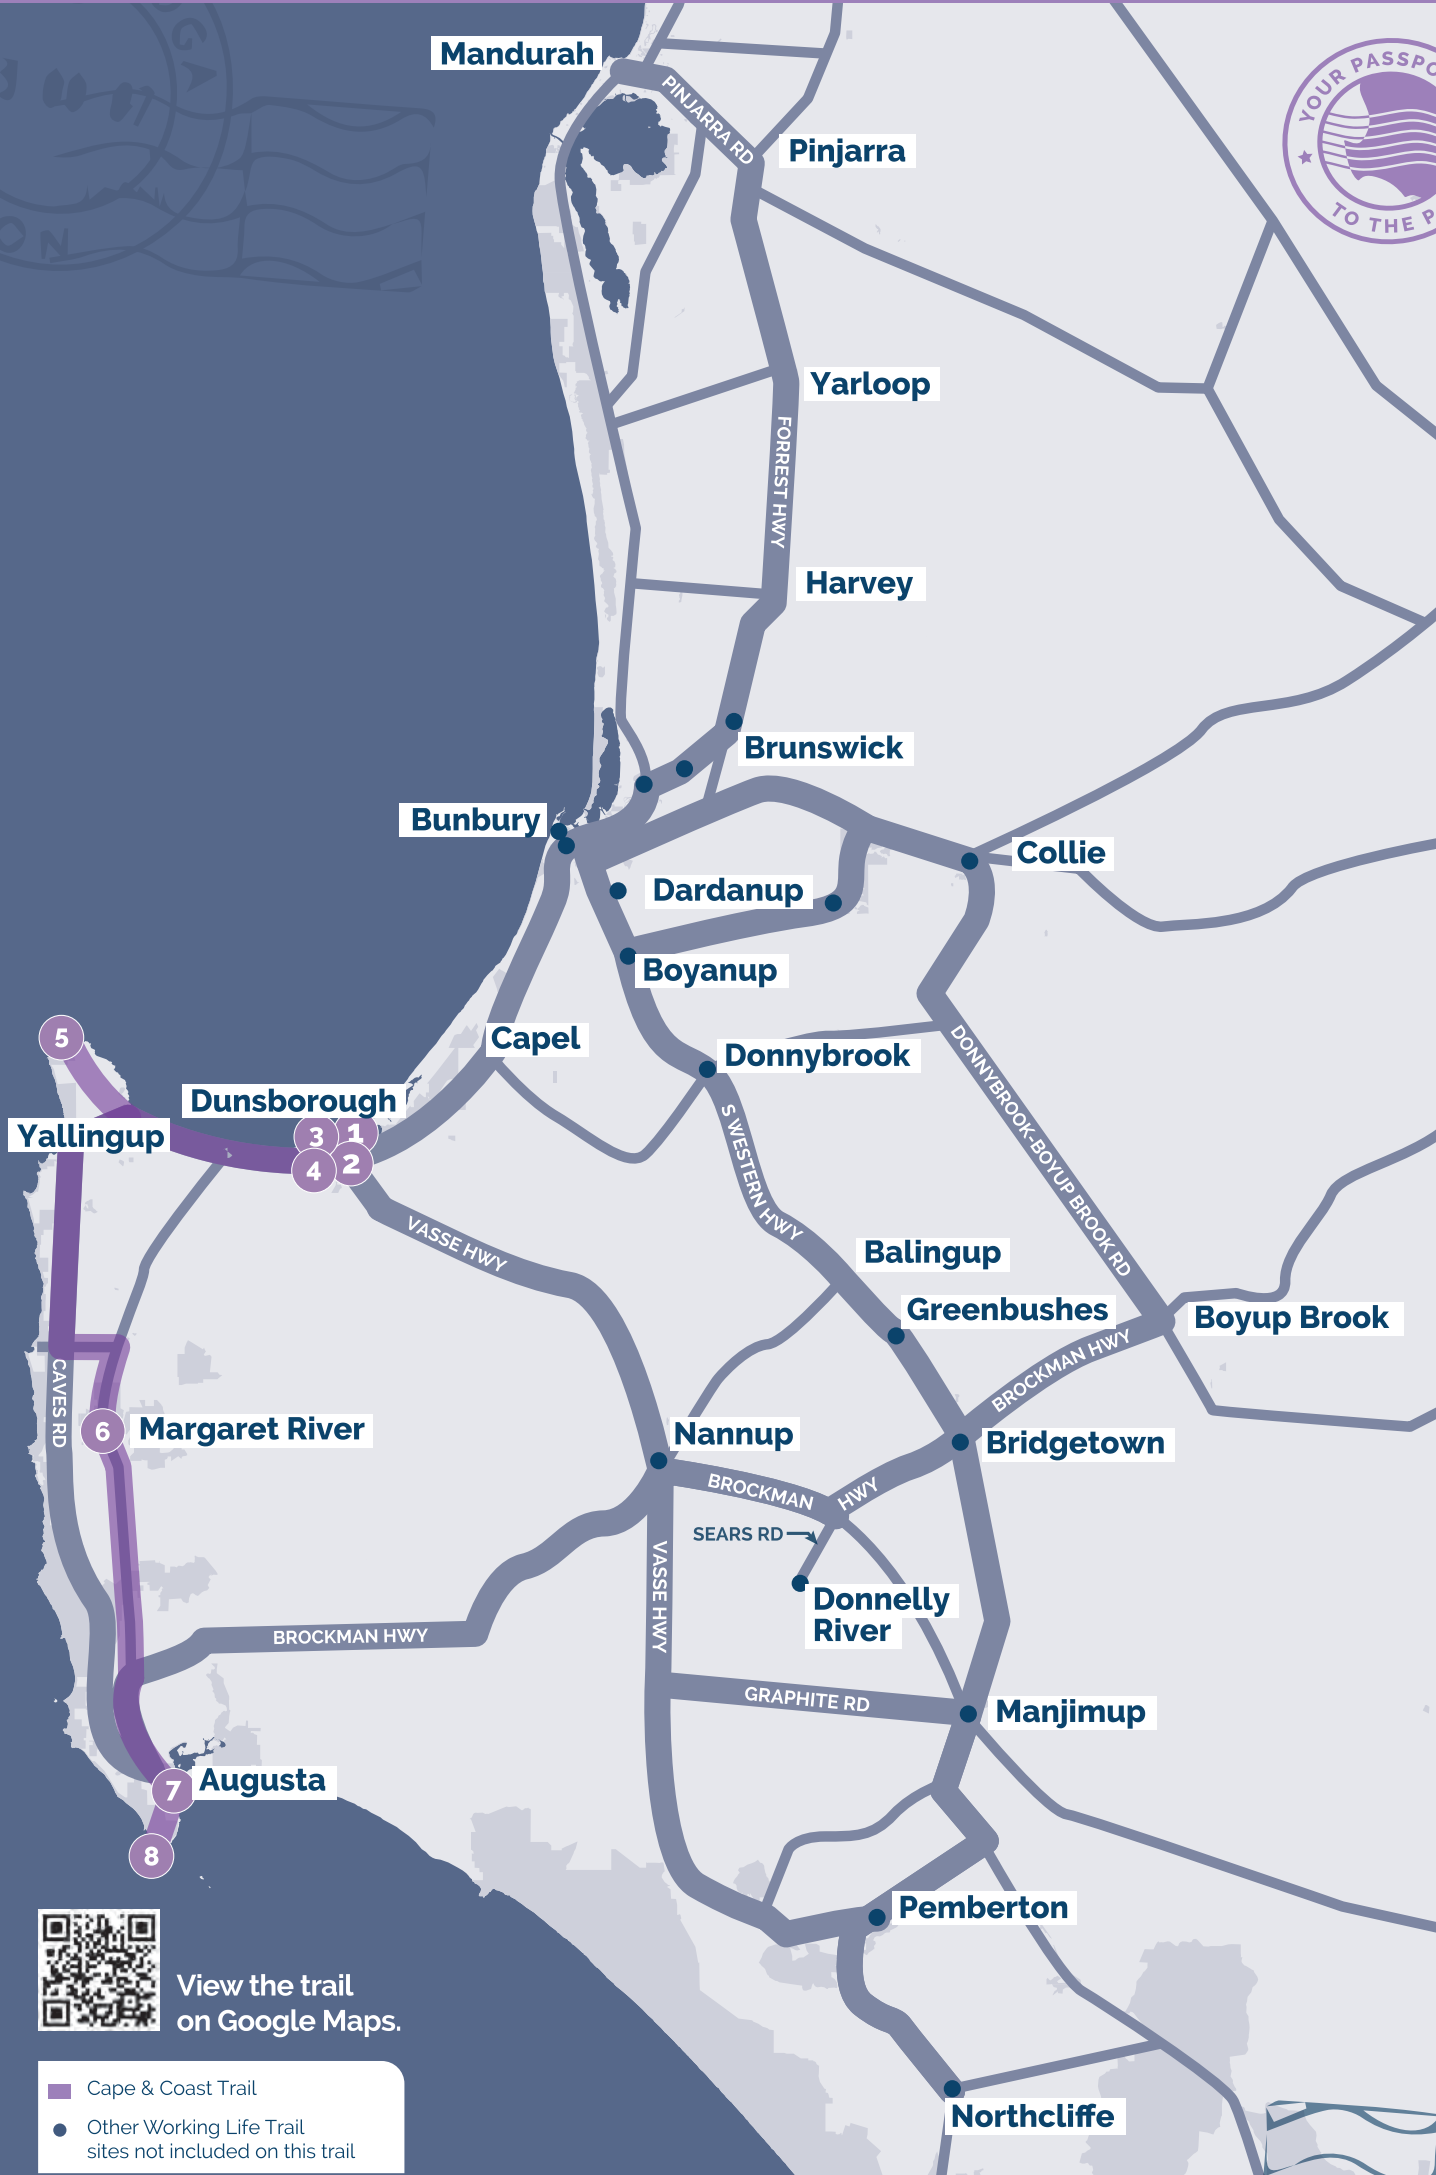 Mandurah
PINJARRA RD
YOUR PASSPO
TO THE P
Pinjarra
Yarloop
FORREST HWY
Harvey
Brunswick
Bunbury
Collie
Dardanup
Boyanup
5
Capel
Donnybrook
DONNYBROOK-BOYUP BROOK RD
Dunsborough
Yallingup
3
1
4
2
S WESTERN HWY
VASSE HWY
Balingup
Greenbushes
Boyup Brook
BROCKMAN HWY
CAVES RD
6
Margaret River
Nannup
Bridgetown
BROCKMAN HWY
SEARS RD
VASSE HWY
Donnelly
River
BROCKMAN HWY
GRAPHITE RD
Manjimup
7
Augusta
8
Pemberton
View the trail
on Google Maps.
Cape & Coast Trail
Other Working Life Trail
sites not included on this trail
Northcliffe